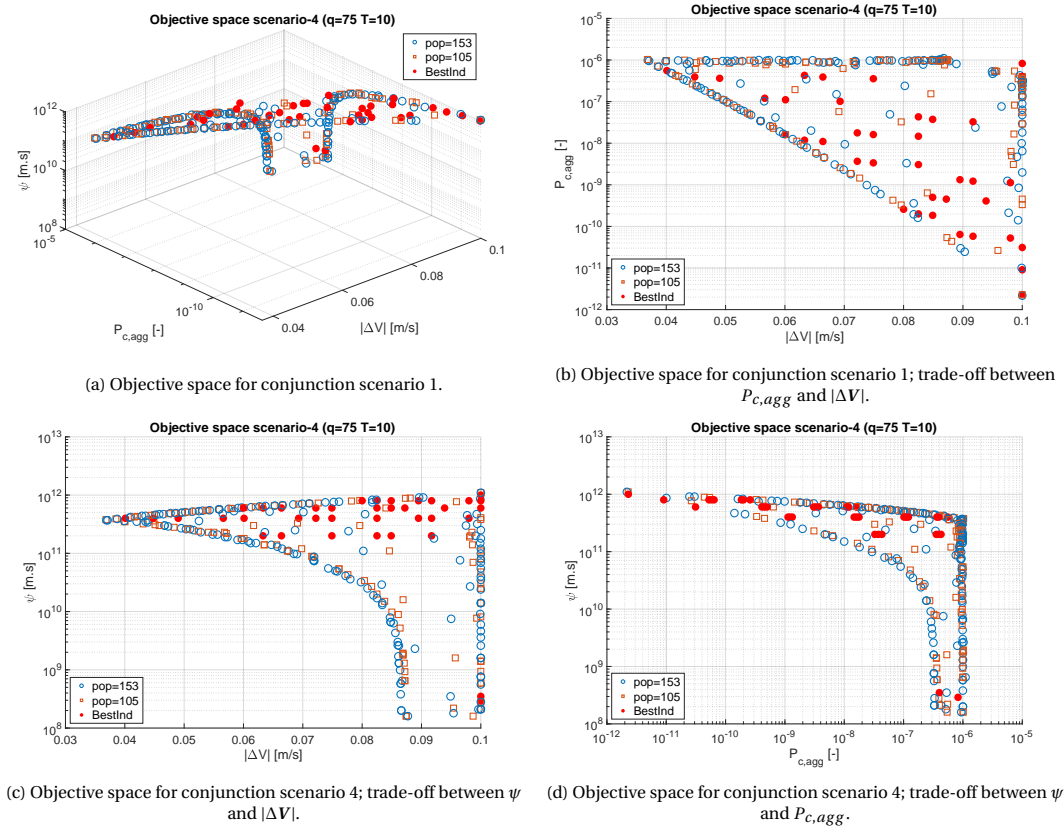 Objective space scenario-4 (q=75 T=10)
pop=153
pop=105
BestInd
10^12
10^10
10^8
ψ [m.s]
10^-5
10^-10
P_c,agg [-]
0.04
0.06
0.08
0.1
|ΔV| [m/s]
(a) Objective space for conjunction scenario 1.
Objective space scenario-4 (q=75 T=10)
10^-5
10^-6
10^-7
10^-8
10^-9
10^-10
10^-11
10^-12
P_c,agg [-]
pop=153
pop=105
BestInd
0.03 0.04 0.05 0.06 0.07 0.08 0.09 0.1
|ΔV| [m/s]
(b) Objective space for conjunction scenario 1; trade-off between
P_c,agg and |ΔV|.
Objective space scenario-4 (q=75 T=10)
10^13
10^12
10^11
10^10
10^9
10^8
ψ [m.s]
pop=153
pop=105
BestInd
0.03 0.04 0.05 0.06 0.07 0.08 0.09 0.1
|ΔV| [m/s]
(c) Objective space for conjunction scenario 4; trade-off between ψ
and |ΔV|.
Objective space scenario-4 (q=75 T=10)
10^13
10^12
10^11
10^10
10^9
10^8
ψ [m.s]
pop=153
pop=105
BestInd
10^-12 10^-11 10^-10 10^-9 10^-8 10^-7 10^-6 10^-5
P_c,agg [-]
(d) Objective space for conjunction scenario 4; trade-off between ψ
and P_c,agg.